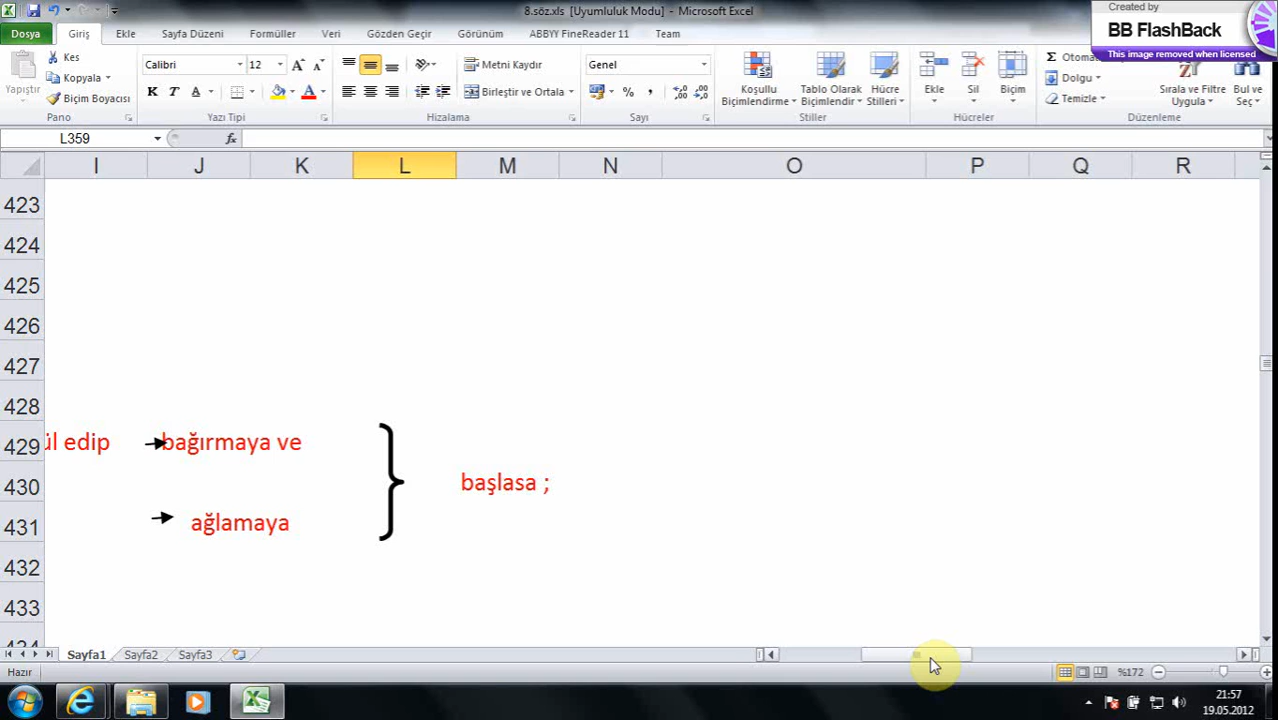 8.söz.xls [Uyumluluk Modu] - Microsoft Excel
Created by
BB FlashBack
This image removed when licensed
Dosya Giriş Ekle Sayfa Düzeni Formüller Veri Gözden Geçir Görünüm ABBYY FineReader 11 Team
Yapıştır
Kes
Kopyala
Biçim Boyacısı
Pano
Calibri 12
K T A
Yazı Tipi
Metni Kaydır
Birleştir ve Ortala
Hizalama
Genel
%
Sayı
Koşullu Biçimlendirme
Tablo Olarak Biçimlendir
Hücre Stilleri
Stiller
Ekle Sil Biçim
Hücreler
Σ Otoma
Dolgu
Temizle
Sırala ve Filtre Uygula
Bul ve Seç
Düzenleme
L359 fx
I J K L M N O P Q R
423
424
425
426
427
428
429 ül edip bağırmaya ve
430 başlasa ;
431 ağlamaya
432
433
Sayfa1 Sayfa2 Sayfa3
Hazır %172
21:57
19.05.2012